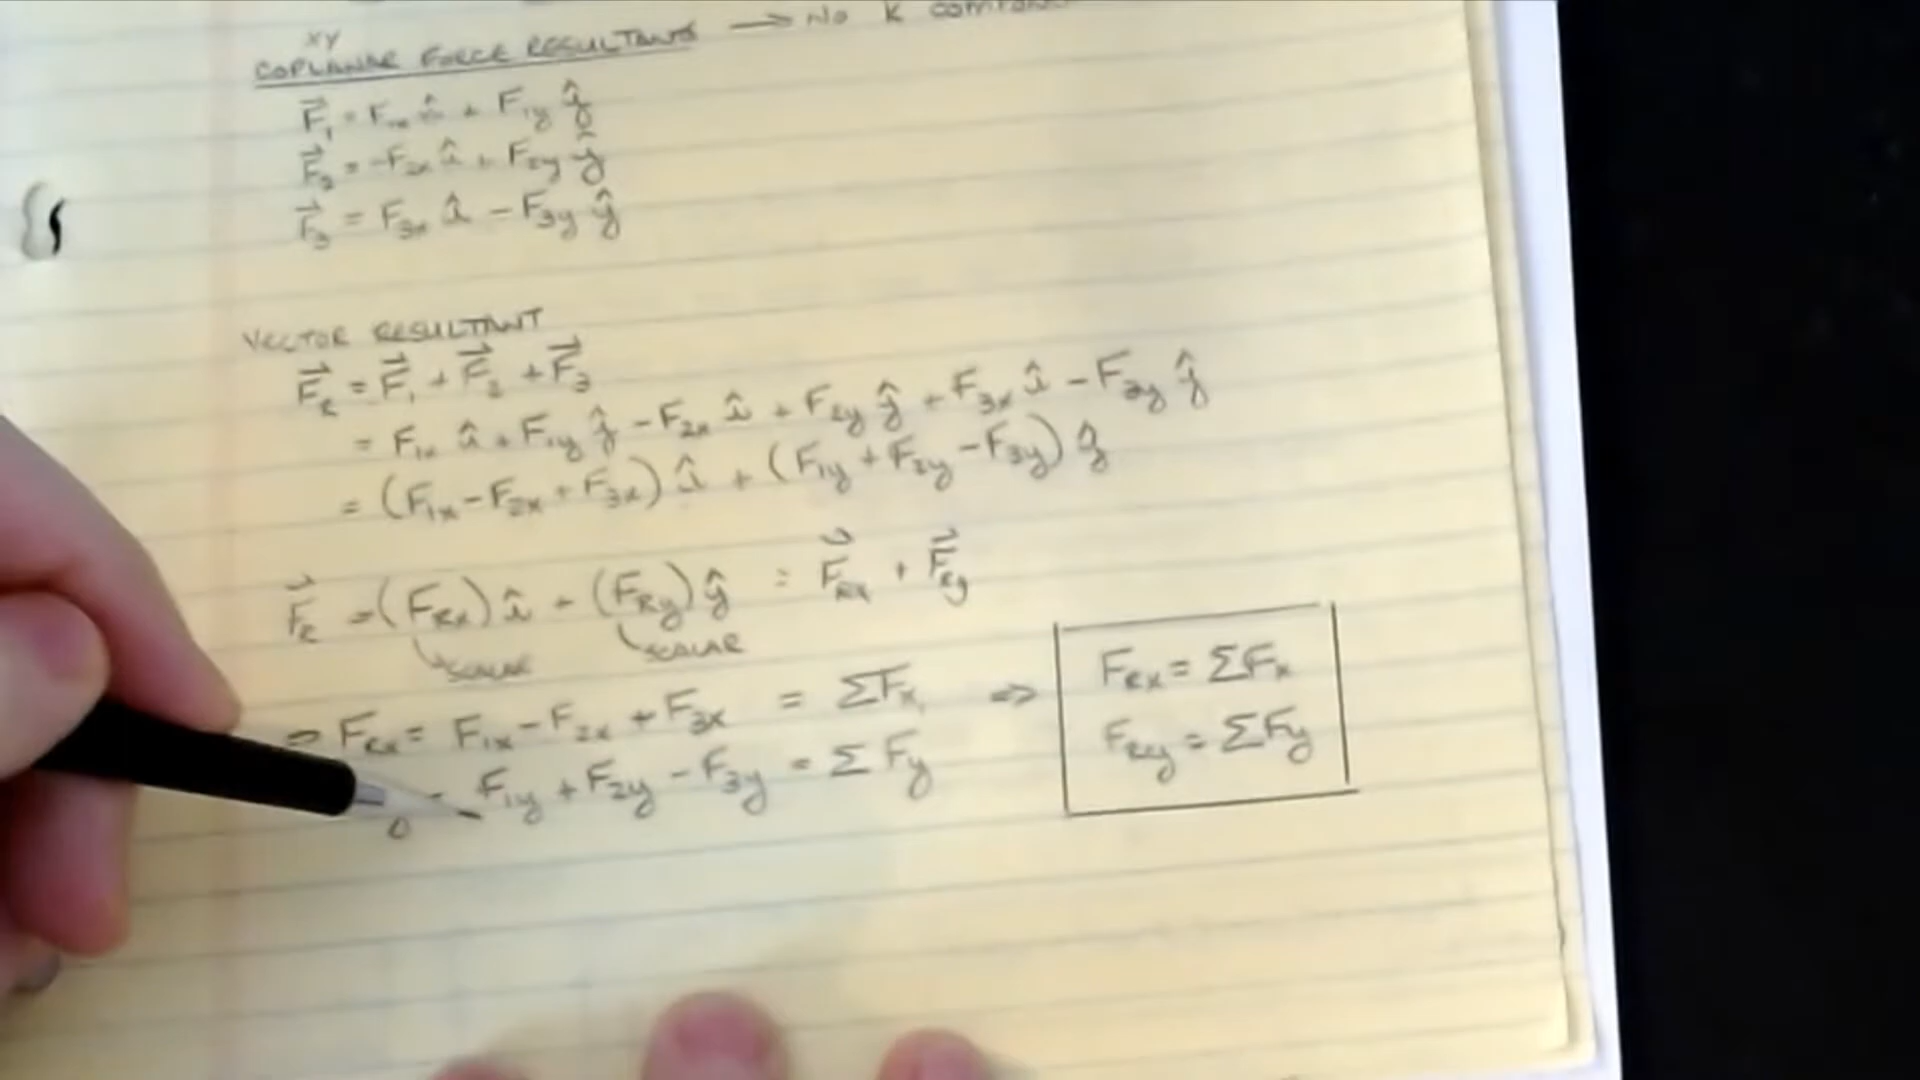 xy
COPLANAR FORCE RESULTANTS → No K
F⃗₁ = F₁ₓ î + F₁y ĵ
F⃗₂ = -F₂ₓ î + F₂y ĵ
F⃗₃ = F₃ₓ î - F₃y ĵ
VECTOR RESULTANT
F⃗R = F⃗₁ + F⃗₂ + F⃗₃
= F₁ₓ î + F₁y ĵ - F₂ₓ î + F₂y ĵ + F₃ₓ î - F₃y ĵ
= (F₁ₓ - F₂ₓ + F₃ₓ) î + (F₁y + F₂y - F₃y) ĵ
F⃗R = (FRx) î + (FRy) ĵ = F⃗Rx + F⃗Ry
SCALAR SCALAR
⇒ FRx = F₁ₓ - F₂ₓ + F₃ₓ = ΣFx ⇒
= F₁y + F₂y - F₃y = ΣFy
FRx = ΣFx
FRy = ΣFy